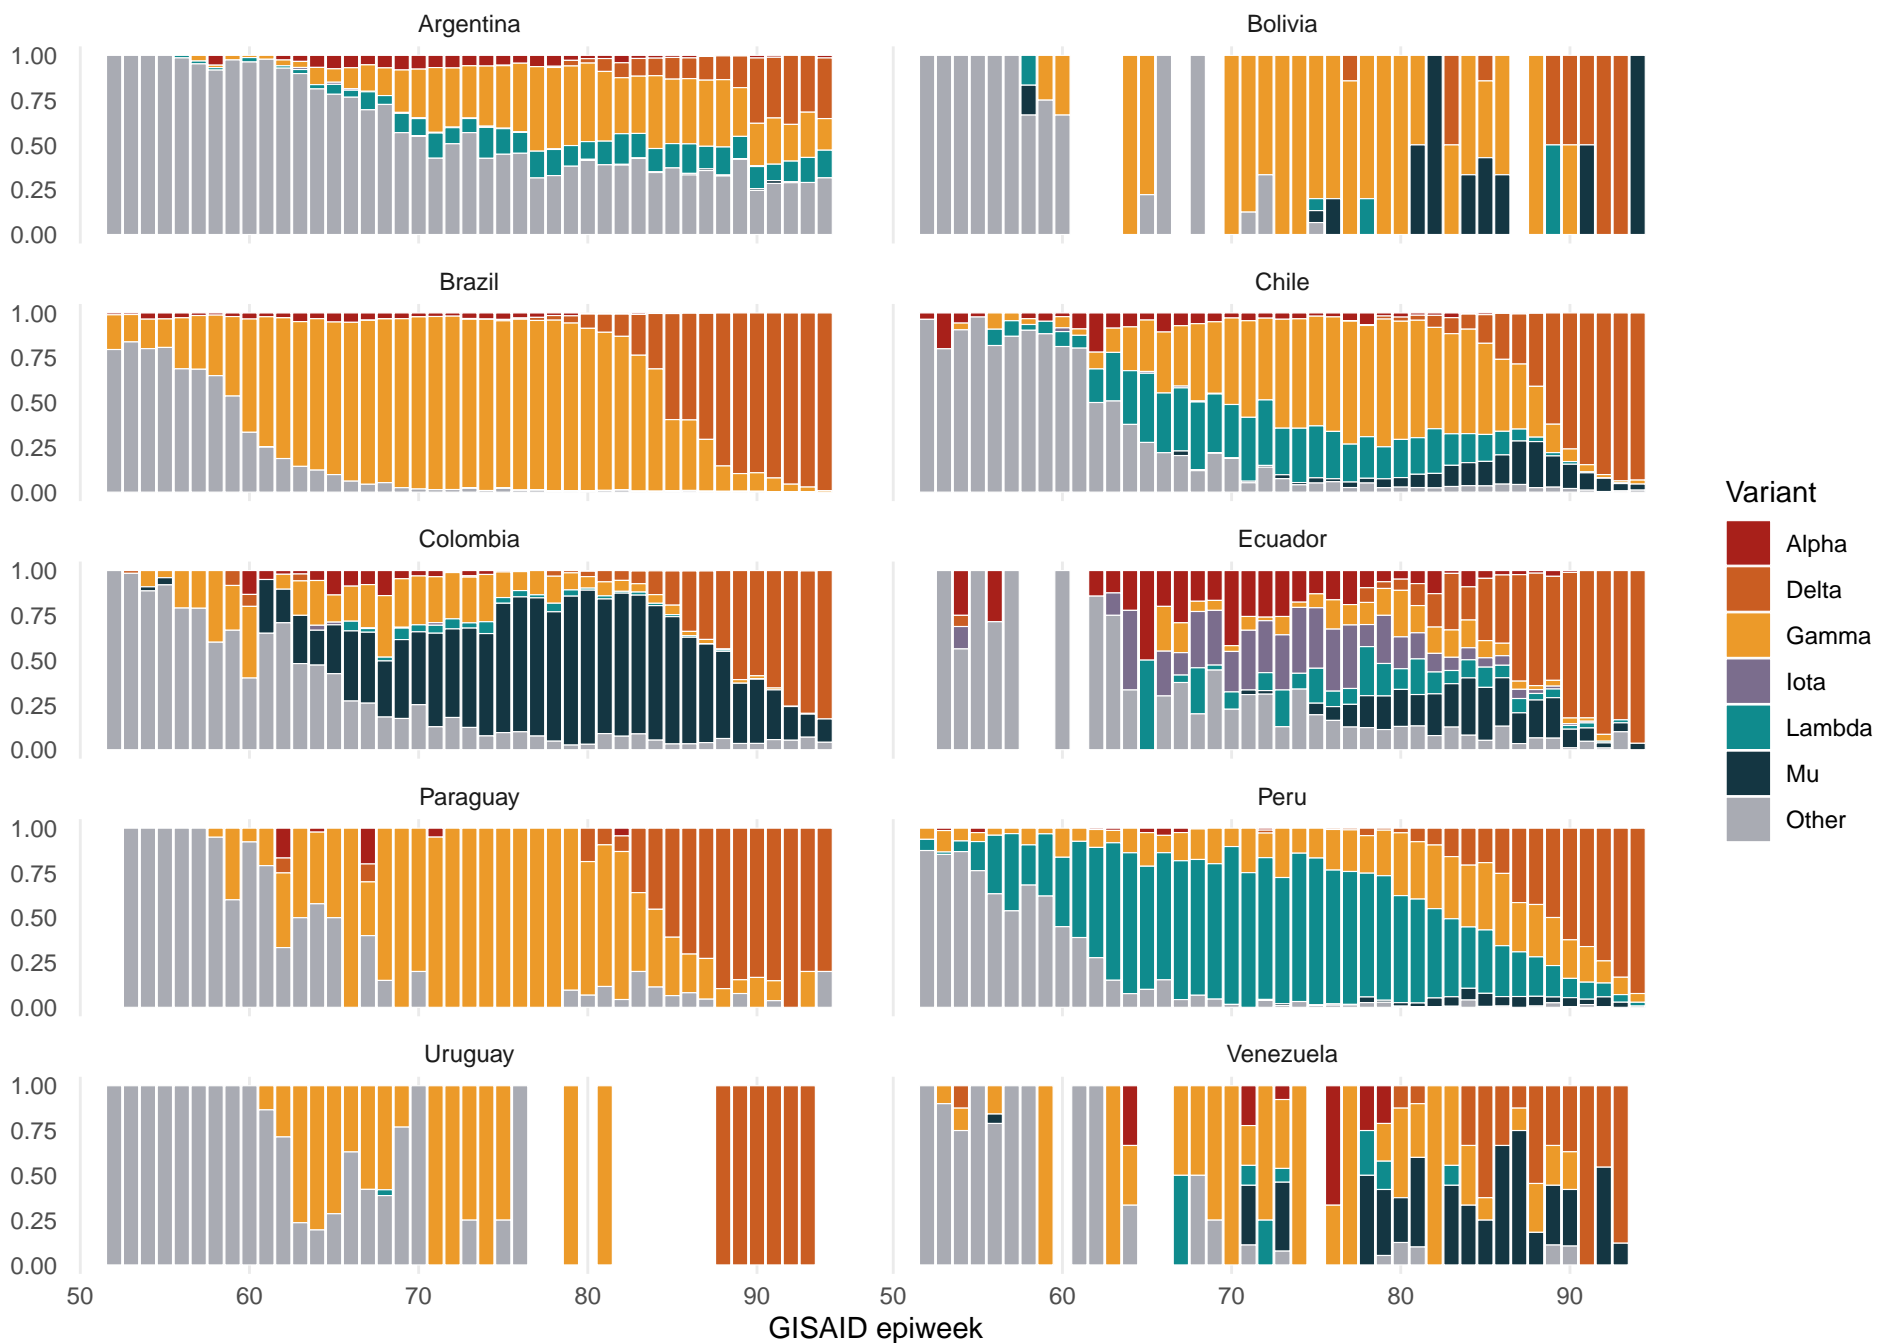 Argentina
Bolivia
1.00
0.75
0.50
0.25
0.00
Brazil
Chile
1.00
0.75
0.50
0.25
0.00
Colombia
Ecuador
1.00
0.75
0.50
0.25
0.00
Paraguay
Peru
1.00
0.75
0.50
0.25
0.00
Uruguay
Venezuela
1.00
0.75
0.50
0.25
0.00
50 60 70 80 90
50 60 70 80 90
GISAID epiweek
Variant
Alpha
Delta
Gamma
Iota
Lambda
Mu
Other